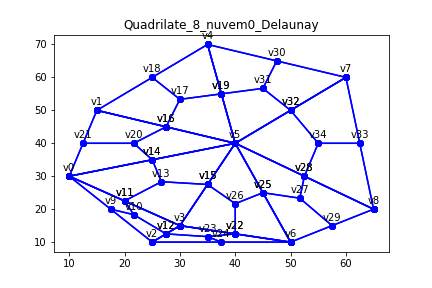 Quadrilate_8_nuvem0_Delaunay
v4
70
v30
v18
v31
v7
60
v17
v19
v1
v32
50
v16
v21
v20
v5
v34
v33
40
v14
v0
v13
v15
v28
30
v11
v26
v25
v27
v9
v10
v8
20
v3
v12
v23
v22
v29
v2
v24
v6
10
10 20 30 40 50 60